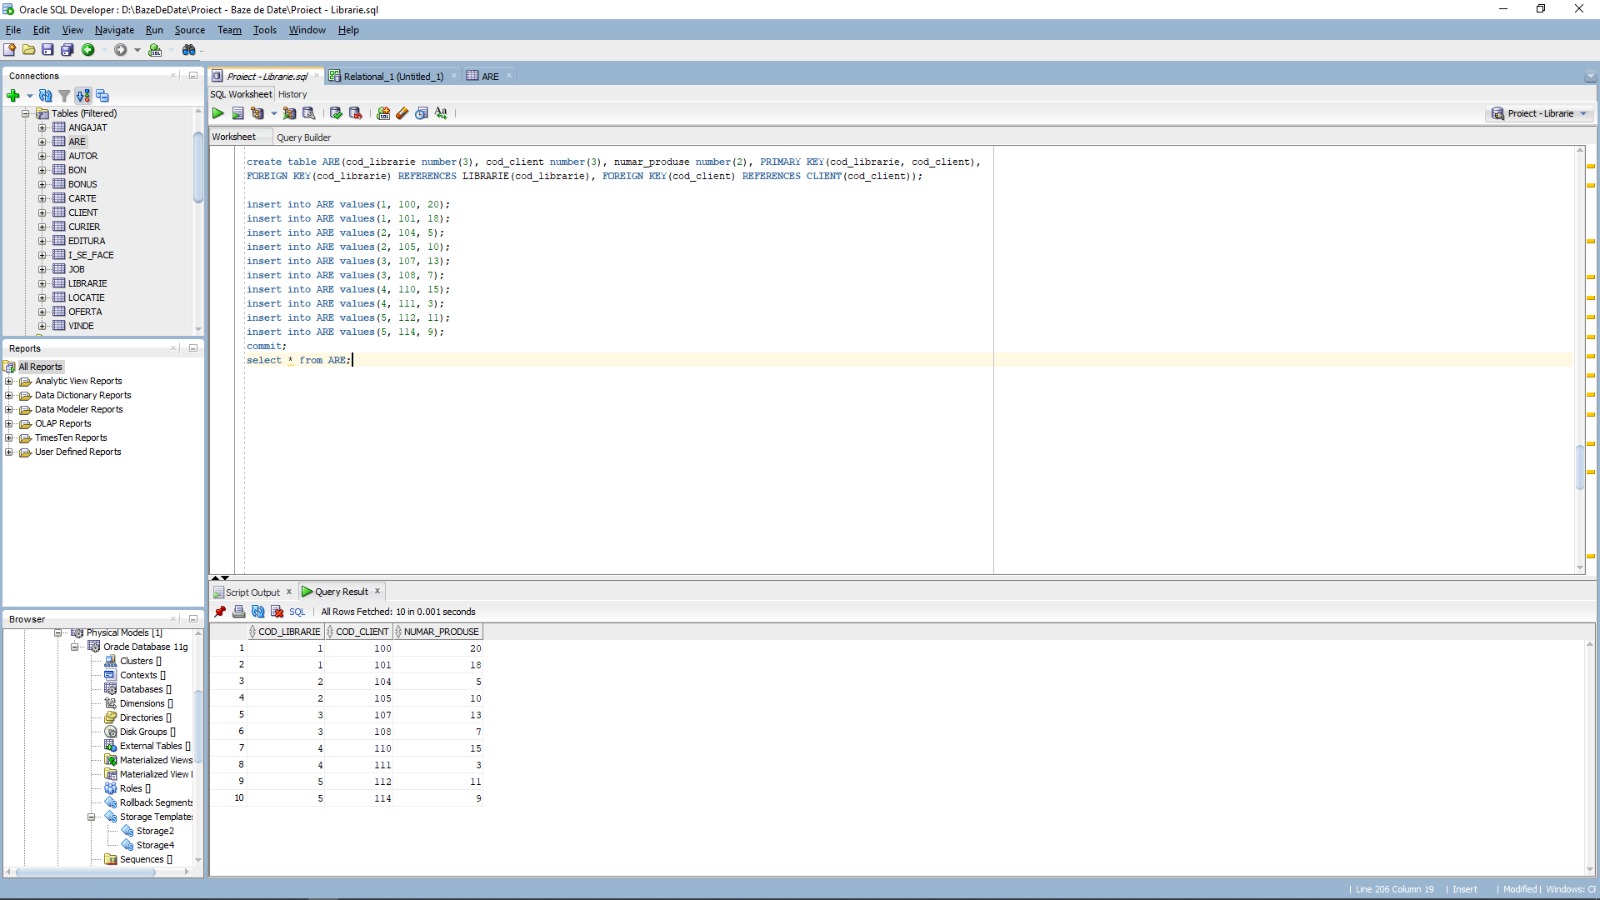 Oracle SQL Developer : D:\BazeDeDate\Proiect - Baze de Date\Proiect - Librarie.sql
File Edit View Navigate Run Source Team Tools Window Help
Connections
Tables (Filtered)
ANGAJAT
ARE
AUTOR
BON
BONUS
CARTE
CLIENT
CURIER
EDITURA
I_SE_FACE
JOB
LIBRARIE
LOCATIE
OFERTA
VINDE
Reports
All Reports
Analytic View Reports
Data Dictionary Reports
Data Modeler Reports
OLAP Reports
TimesTen Reports
User Defined Reports
Browser
Physical Models [1]
Oracle Database 11g
Clusters []
Contexts []
Databases []
Dimensions []
Directories []
Disk Groups []
External Tables []
Materialized Views
Materialized View
Roles []
Rollback Segments
Storage Template
Storage2
Storage4
Sequences []
Proiect - Librarie.sql Relational_1 (Untitled_1) ARE
SQL Worksheet History
Aa
Proiect - Librarie
Worksheet Query Builder
create table ARE(cod_librarie number(3), cod_client number(3), numar_produse number(2), PRIMARY KEY(cod_librarie, cod_client),
FOREIGN KEY(cod_librarie) REFERENCES LIBRARIE(cod_librarie), FOREIGN KEY(cod_client) REFERENCES CLIENT(cod_client));
insert into ARE values(1, 100, 20);
insert into ARE values(1, 101, 18);
insert into ARE values(2, 104, 5);
insert into ARE values(2, 105, 10);
insert into ARE values(3, 107, 13);
insert into ARE values(3, 108, 7);
insert into ARE values(4, 110, 15);
insert into ARE values(4, 111, 3);
insert into ARE values(5, 112, 11);
insert into ARE values(5, 114, 9);
commit;
select * from ARE;
Script Output Query Result
SQL All Rows Fetched: 10 in 0.001 seconds
COD_LIBRARIE COD_CLIENT NUMAR_PRODUSE
1 1 100 20
2 1 101 18
3 2 104 5
4 2 105 10
5 3 107 13
6 3 108 7
7 4 110 15
8 4 111 3
9 5 112 11
10 5 114 9
Line 206 Column 19 Insert Modified Windows: